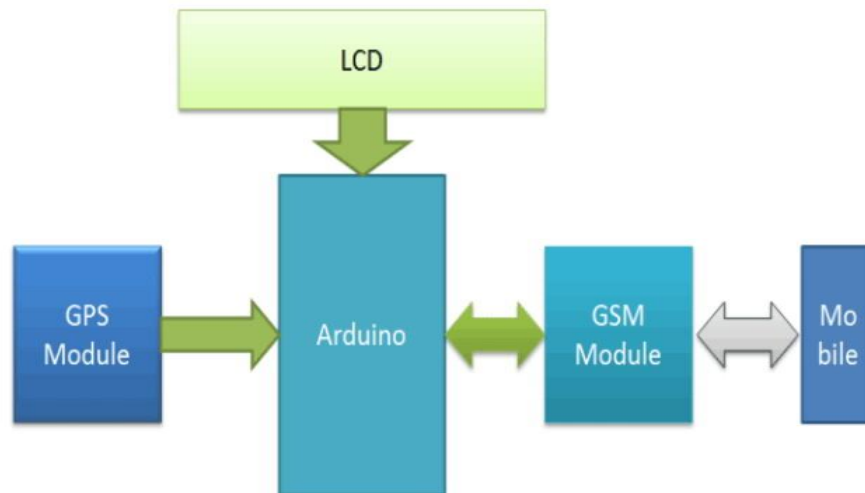 LCD
GPS
Module
Arduino
GSM
Module
Mo
bile